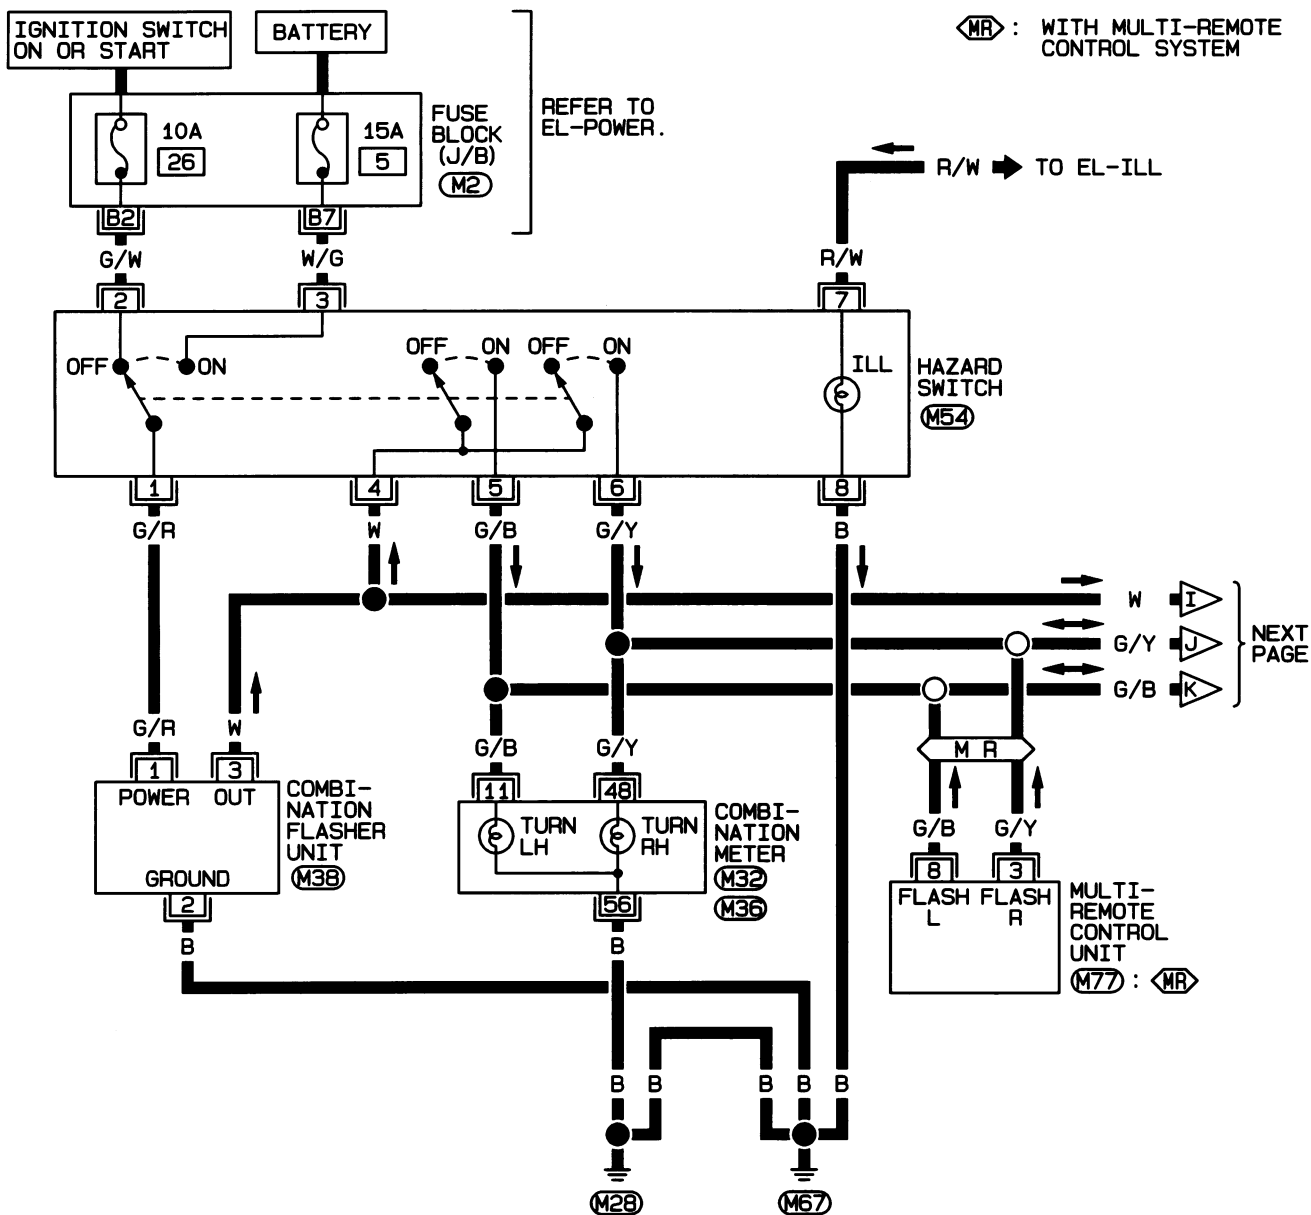 IGNITION SWITCH
ON OR START
BATTERY
MR : WITH MULTI-REMOTE
CONTROL SYSTEM
10A
26
15A
5
FUSE
BLOCK
(J/B)
M2
REFER TO
EL-POWER.
R/W TO EL-ILL
B2
B7
G/W
W/G
R/W
2
3
7
OFF
ON
OFF
ON
OFF
ON
ILL
HAZARD
SWITCH
M54
1
4
5
6
8
G/R
W
G/B
G/Y
B
W
I
G/Y
J
G/B
K
NEXT
PAGE
G/R
W
G/B
G/Y
M R
1
3
11
48
POWER
OUT
GROUND
2
COMBI-
NATION
FLASHER
UNIT
M38
TURN
LH
TURN
RH
56
COMBI-
NATION
METER
M32
M36
G/B
G/Y
8
3
FLASH
L
FLASH
R
MULTI-
REMOTE
CONTROL
UNIT
M77 : MR
B
B
B
B
B
B
B
M28
M67